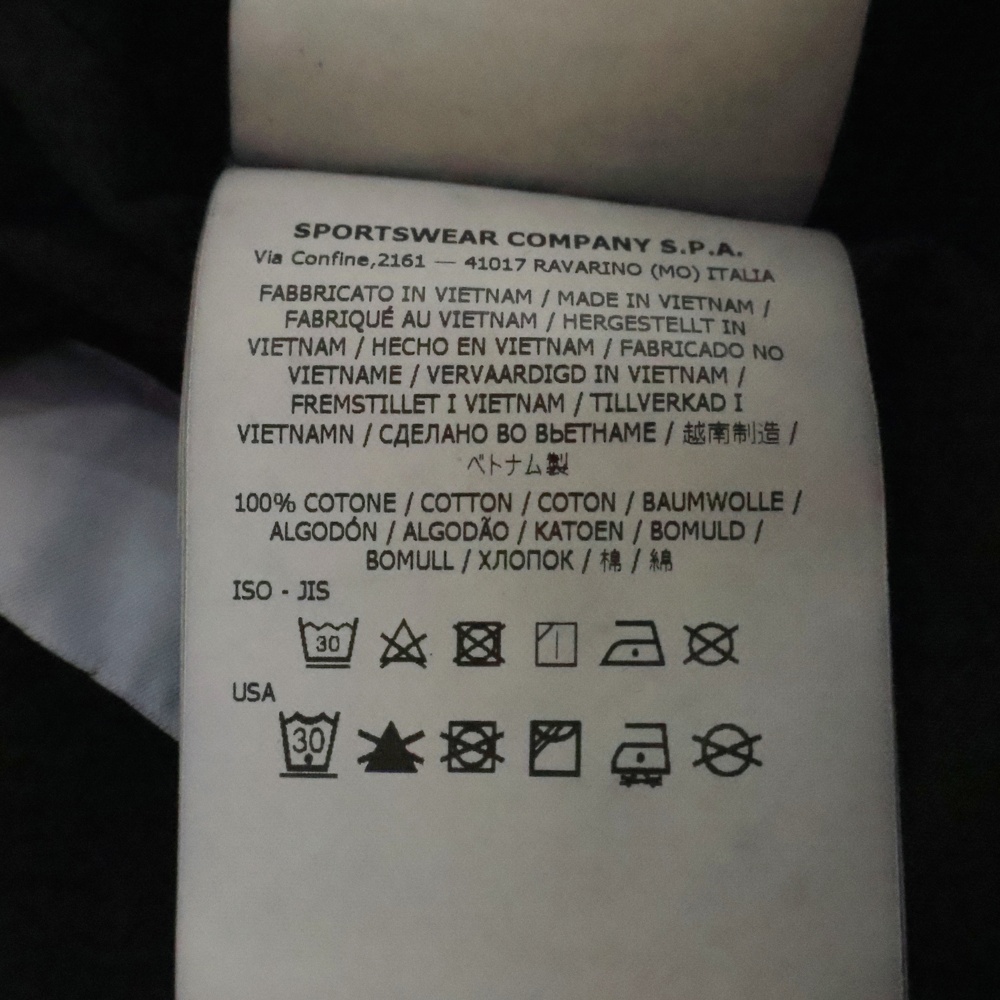 SPORTSWEAR COMPANY S.P.A.
Via Confine,2161 — 41017 RAVARINO (MO) ITALIA
FABBRICATO IN VIETNAM / MADE IN VIETNAM /
FABRIQUÉ AU VIETNAM / HERGESTELLT IN
VIETNAM / HECHO EN VIETNAM / FABRICADO NO
VIETNAME / VERVAARDIGD IN VIETNAM /
FREMSTILLET I VIETNAM / TILLVERKAD I
VIETNAMN / СДЕЛАНО ВО ВЬЕТНАМЕ / 越南制造 /
ベトナム製
100% COTONE / COTTON / COTON / BAUMWOLLE /
ALGODÓN / ALGODÃO / KATOEN / BOMULD /
BOMULL / ХЛОПОК / 棉 / 綿
ISO - JIS
30
USA
30